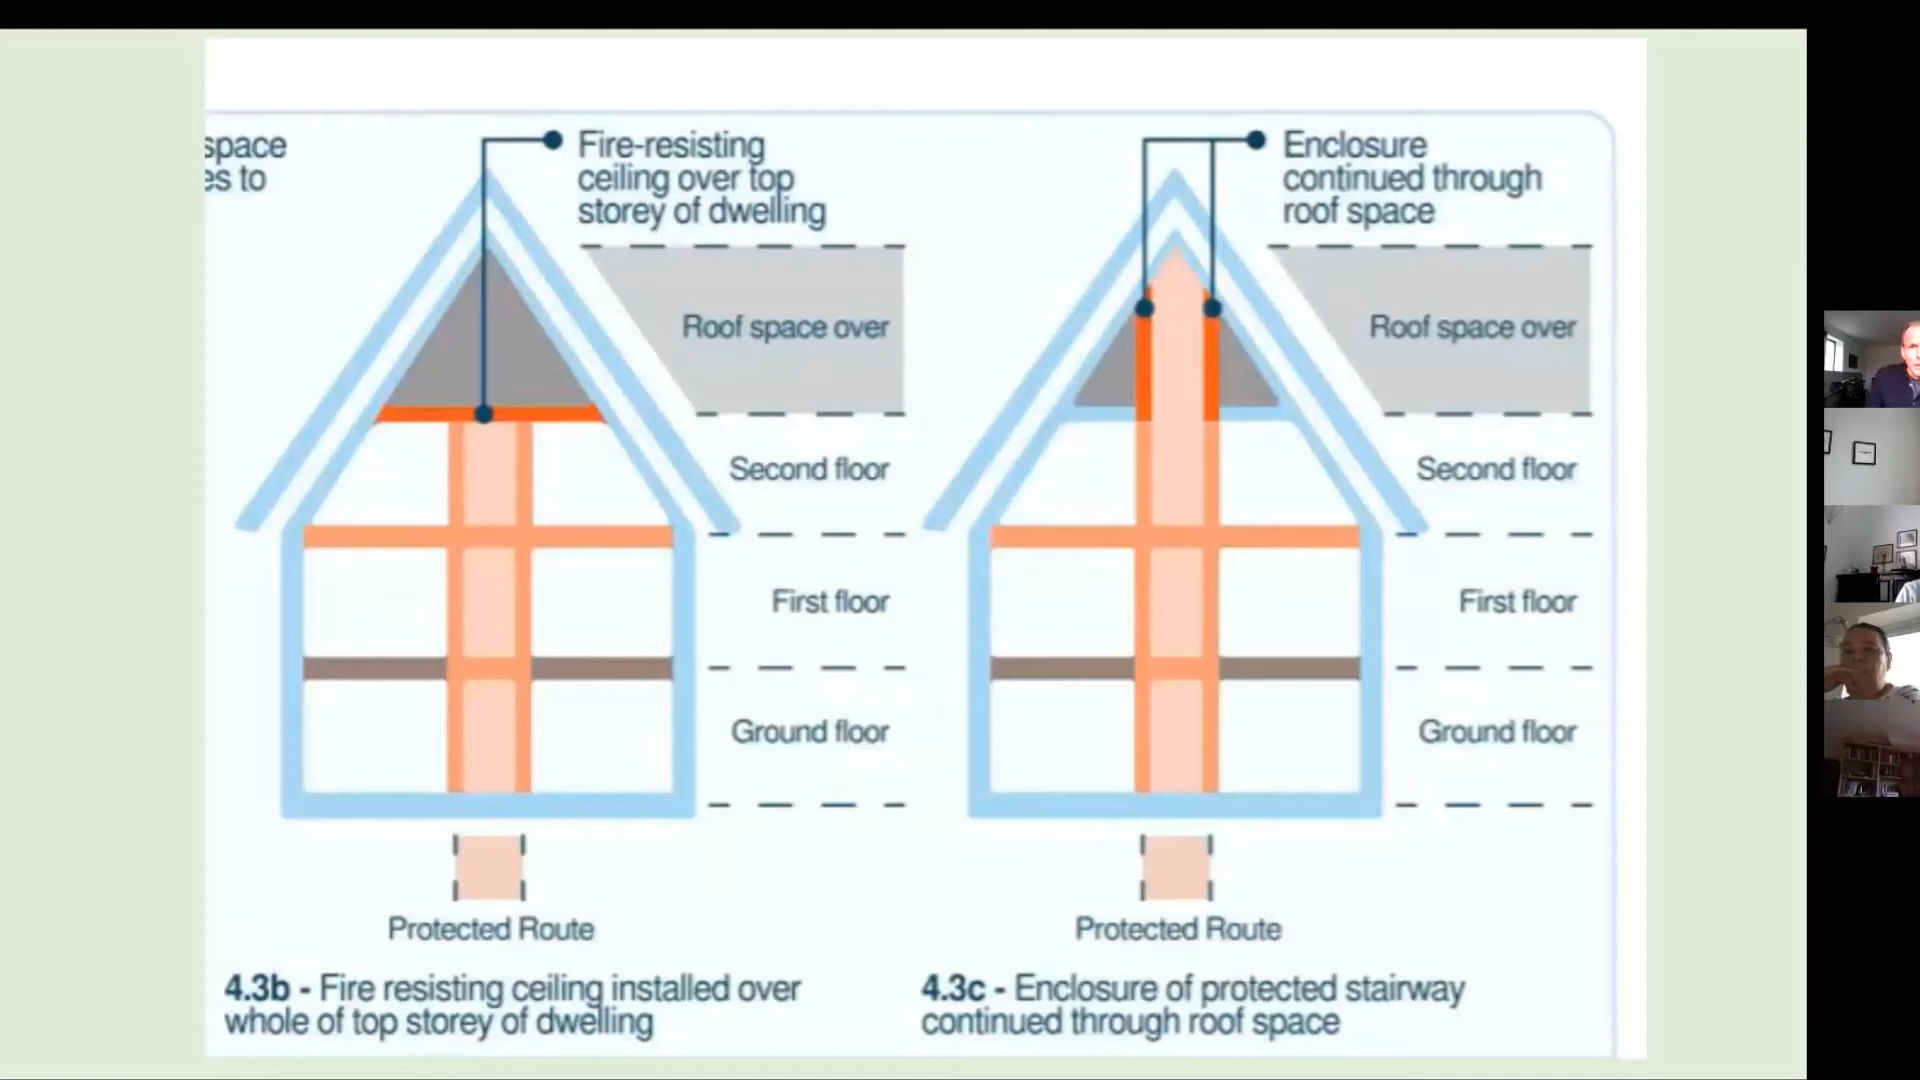 space
es to
Fire-resisting
ceiling over top
storey of dwelling
Roof space over
Second floor
First floor
Ground floor
Protected Route
4.3b - Fire resisting ceiling installed over
whole of top storey of dwelling
Enclosure
continued through
roof space
Roof space over
Second floor
First floor
Ground floor
Protected Route
4.3c - Enclosure of protected stairway
continued through roof space